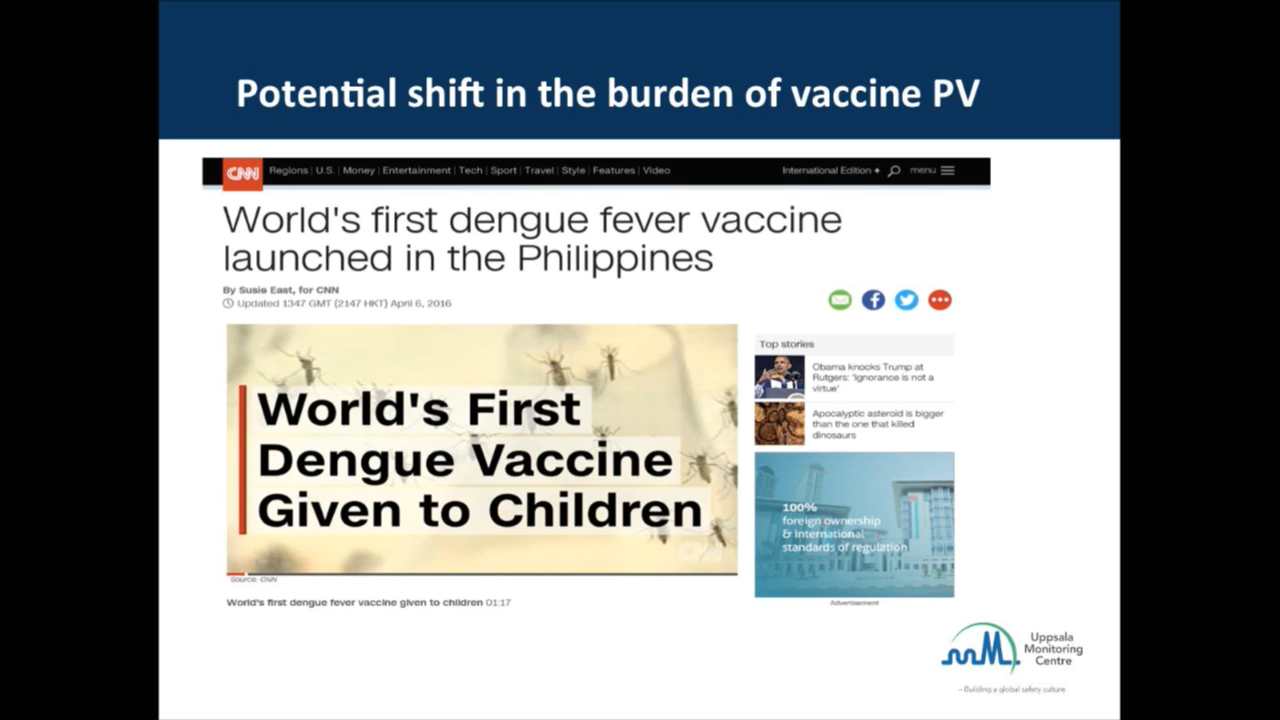 Potential shift in the burden of vaccine PV
CNN
Regions | U.S. | Money | Entertainment | Tech | Sport | Travel | Style | Features | Video
International Edition +
menu
World's first dengue fever vaccine
launched in the Philippines
By Susie East, for CNN
Updated 1347 GMT (2147 HKT) April 6, 2016
World's First
Dengue Vaccine
Given to Children
CNN
Source: CNN
World's first dengue fever vaccine given to children 01:17
Top stories
Obama knocks Trump at
Rutgers: 'Ignorance is not a
virtue'
Apocalyptic asteroid is bigger
than the one that killed
dinosaurs
100%
foreign ownership
& international
standards of regulation
Advertisement
Uppsala
Monitoring
Centre
– Building a global safety culture